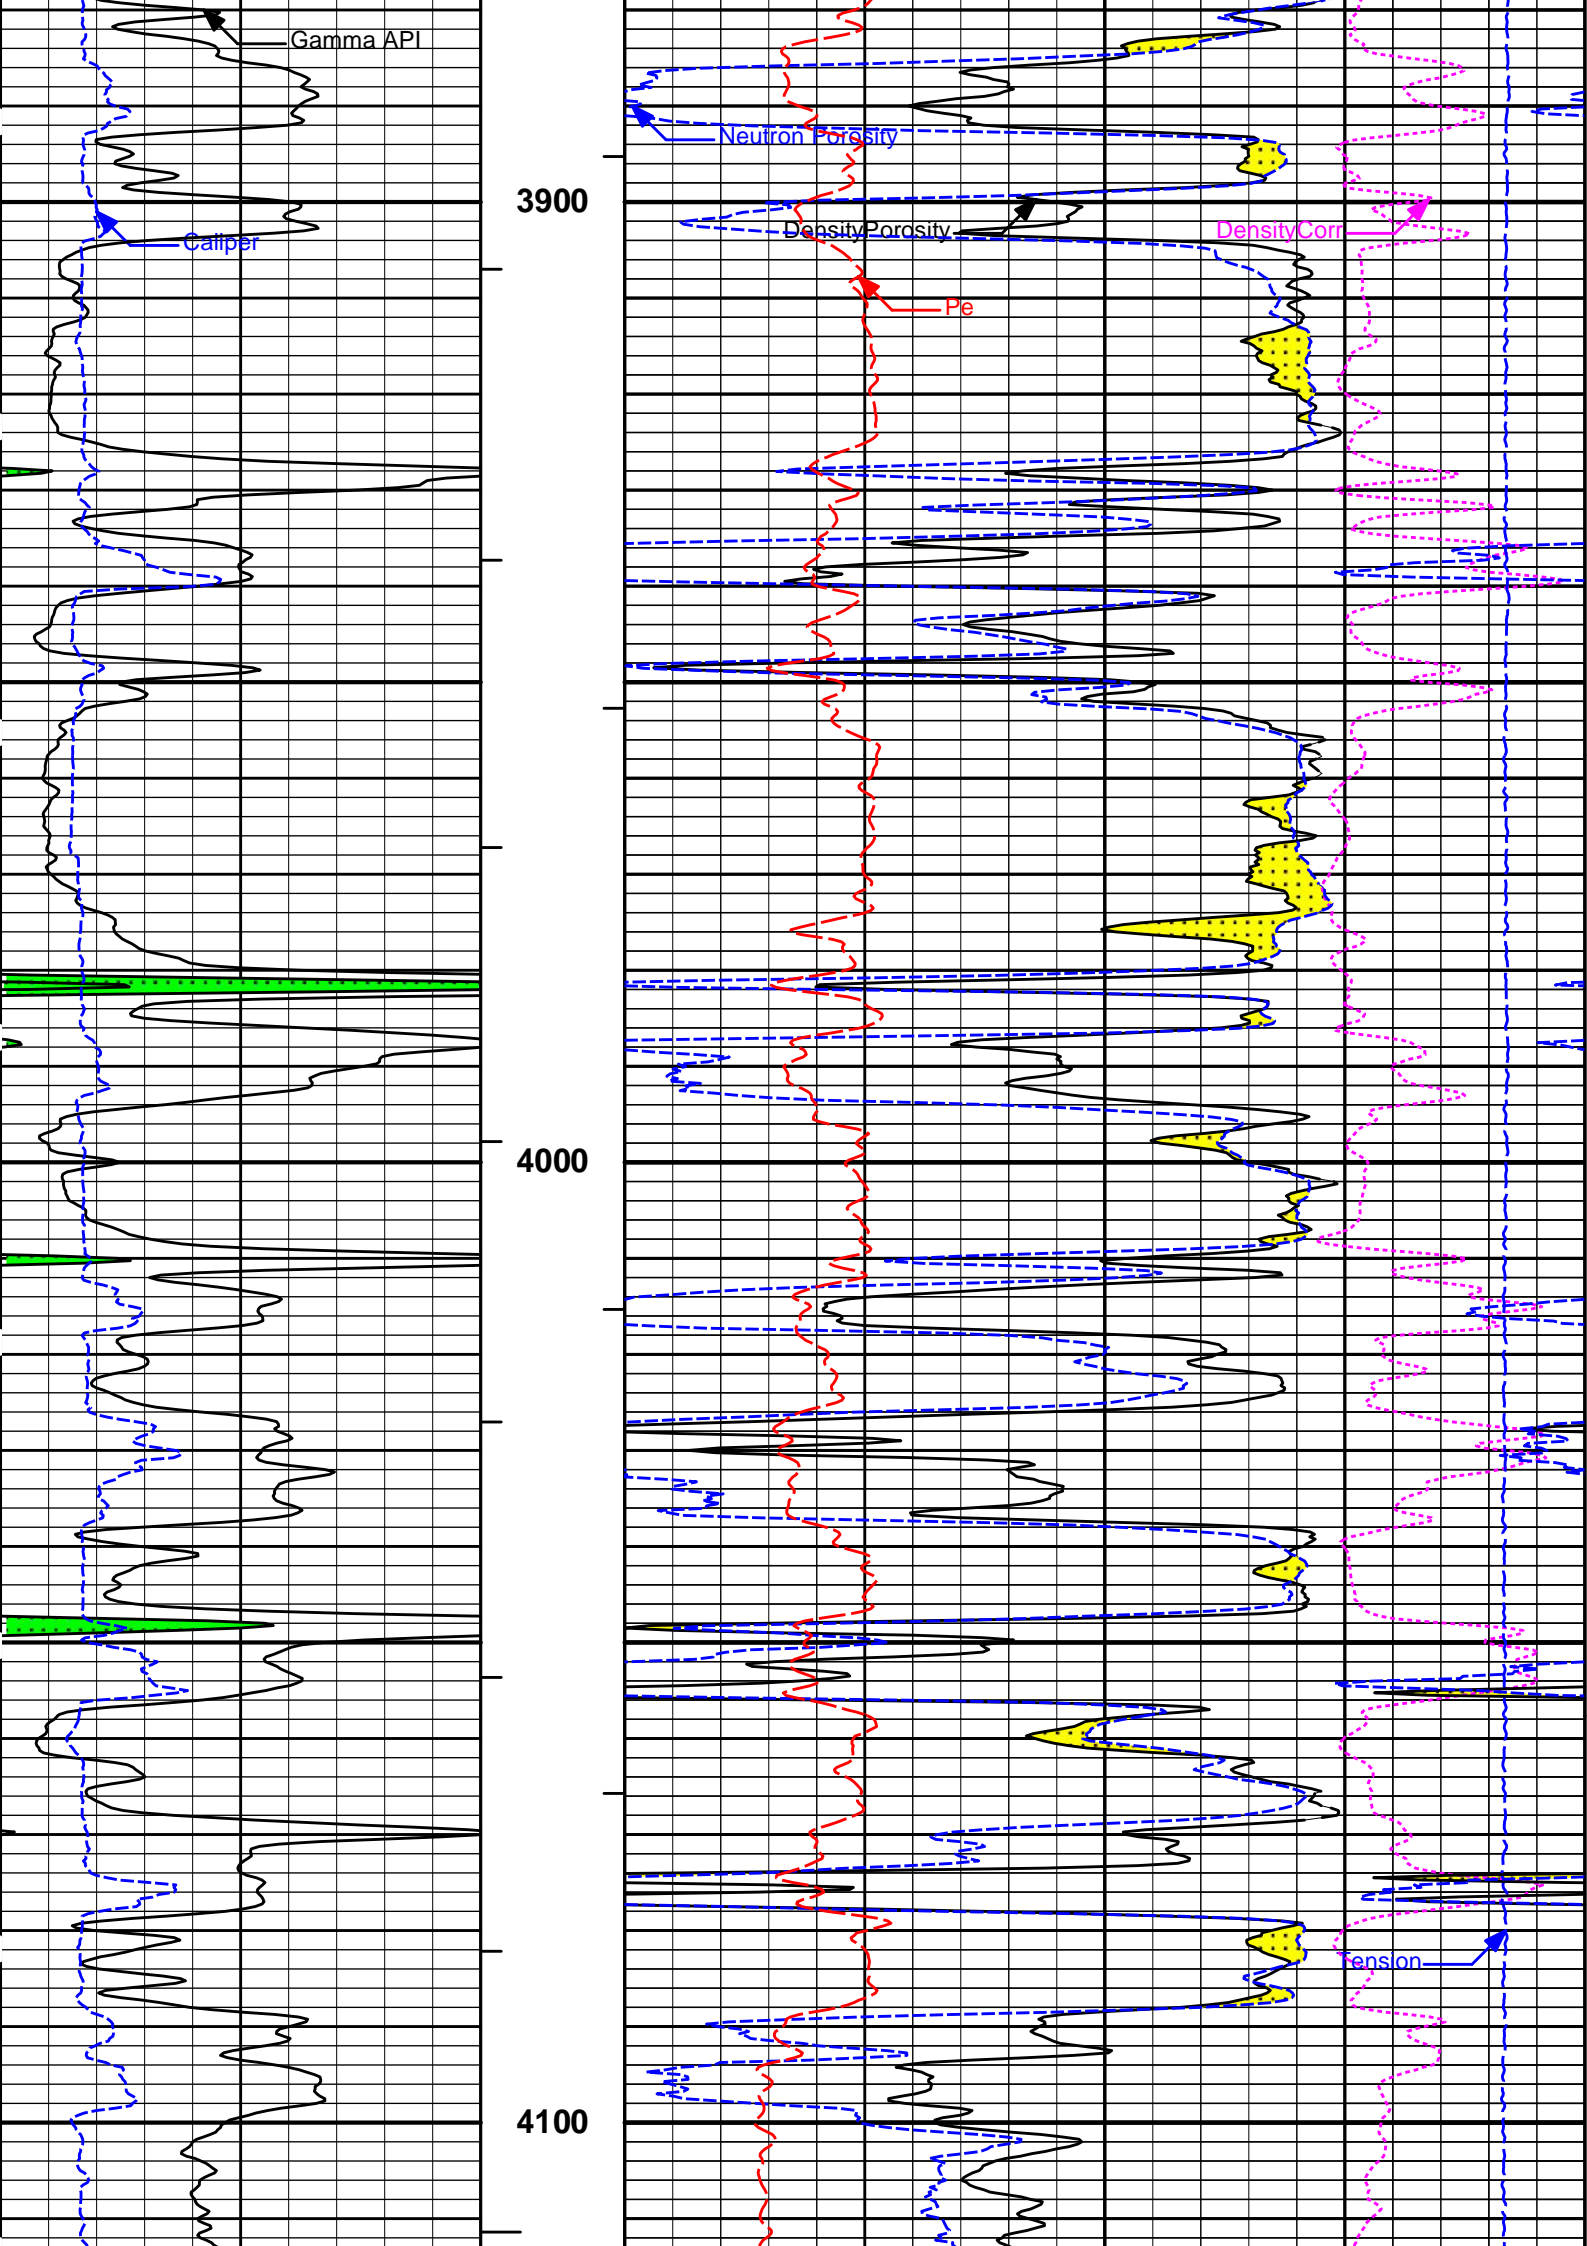 Gamma API
Neutron Porosity
3900
DensityPorosity
DensityCorr
Caliper
Pe
4000
Tension
4100